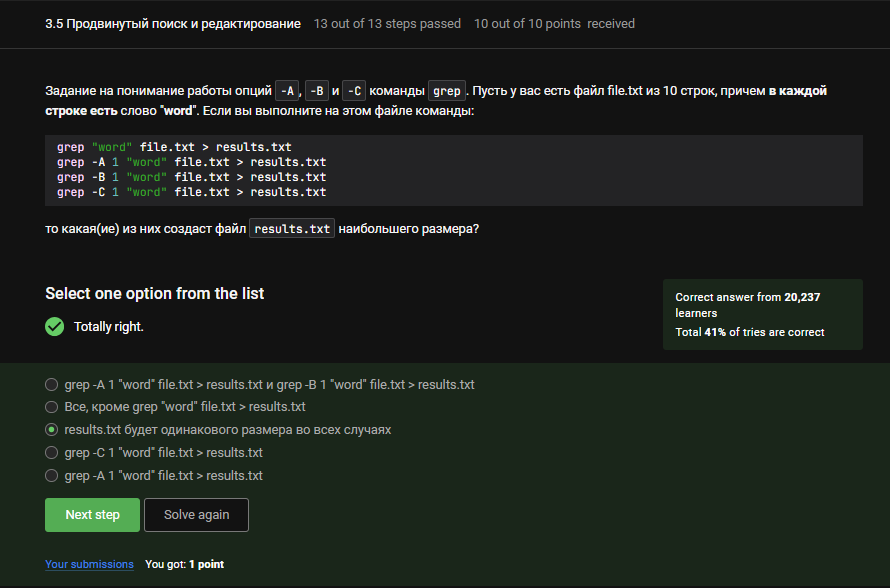 3.5 Продвинутый поиск и редактирование 13 out of 13 steps passed 10 out of 10 points received
Задание на понимание работы опций -A, -B и -C команды grep. Пусть у вас есть файл file.txt из 10 строк, причем в каждой
строке есть слово "word". Если вы выполните на этом файле команды:
grep "word" file.txt > results.txt
grep -A 1 "word" file.txt > results.txt
grep -B 1 "word" file.txt > results.txt
grep -C 1 "word" file.txt > results.txt
то какая(ие) из них создаст файл results.txt наибольшего размера?
Select one option from the list
Totally right.
Correct answer from 20,237
learners
Total 41% of tries are correct
grep -A 1 "word" file.txt > results.txt и grep -B 1 "word" file.txt > results.txt
Все, кроме grep "word" file.txt > results.txt
results.txt будет одинакового размера во всех случаях
grep -C 1 "word" file.txt > results.txt
grep -A 1 "word" file.txt > results.txt
Next step Solve again
Your submissions You got: 1 point